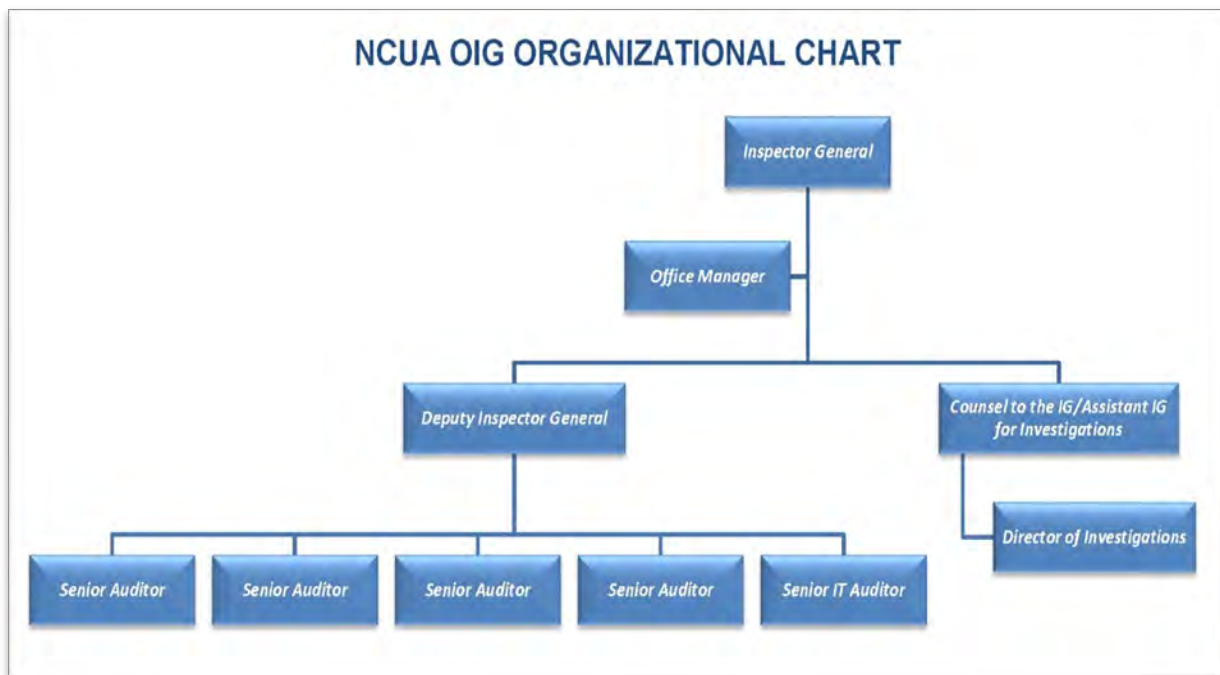 NCUA OIG ORGANIZATIONAL CHART
Inspector General
Office Manager
Deputy Inspector General
Counsel to the IG/Assistant IG
for Investigations
Director of Investigations
Senior Auditor
Senior Auditor
Senior Auditor
Senior Auditor
Senior IT Auditor